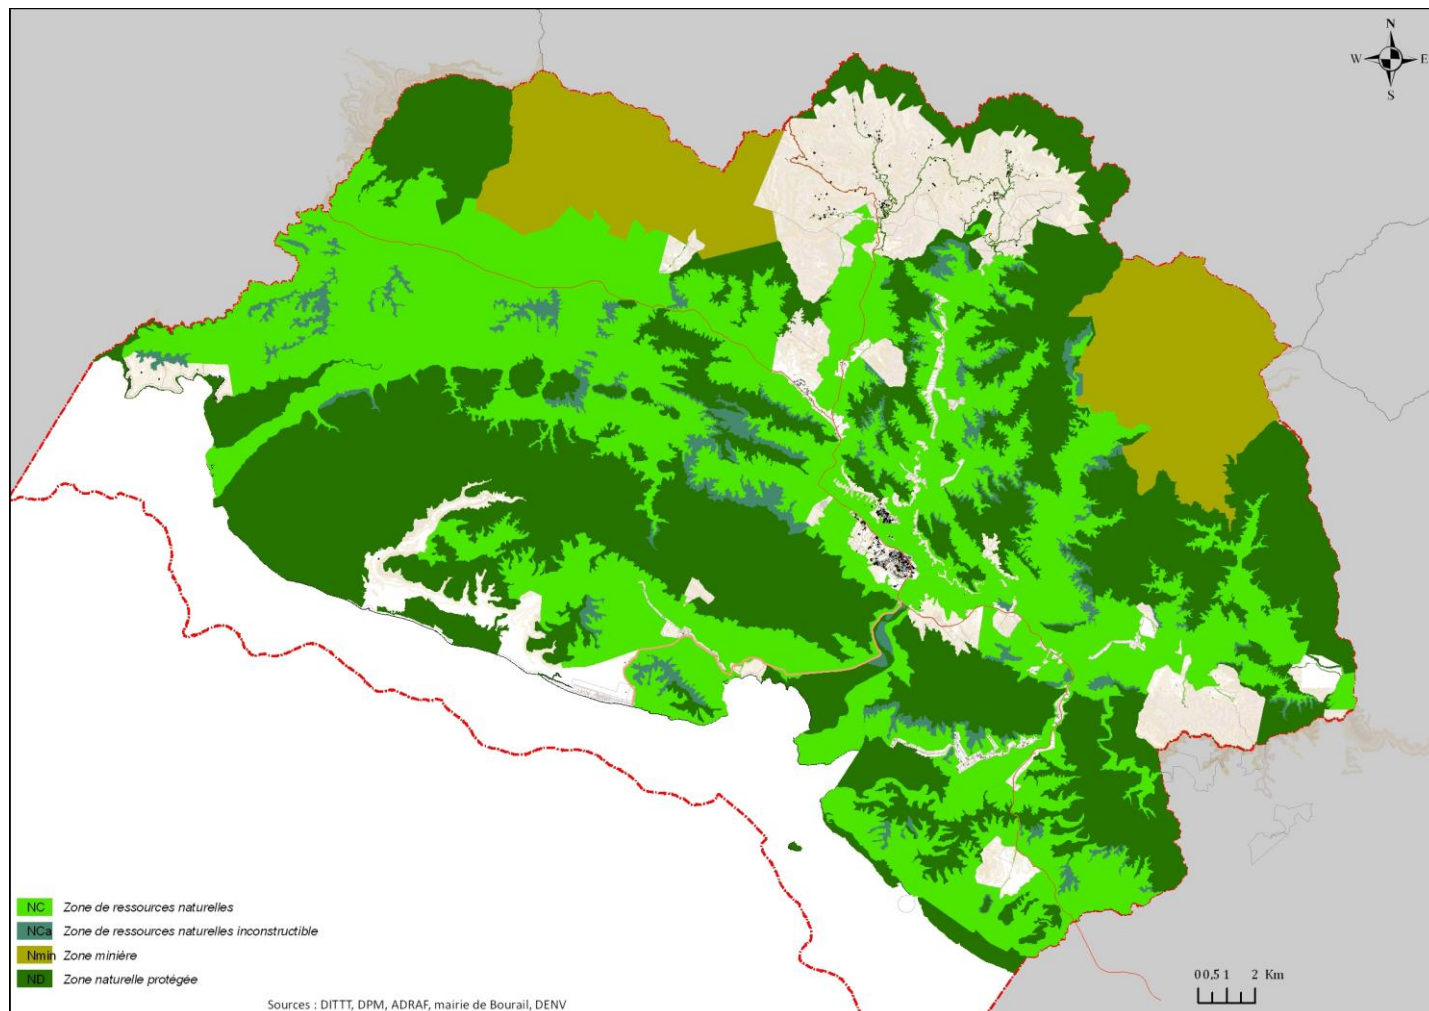 N
W E
S
NC Zone de ressources naturelles
NCa Zone de ressources naturelles inconstructible
Nmin Zone minière
ND Zone naturelle protégée
0 0,5 1 2 Km
Sources : DITTT, DPM, ADRAF, mairie de Bourail, DENV